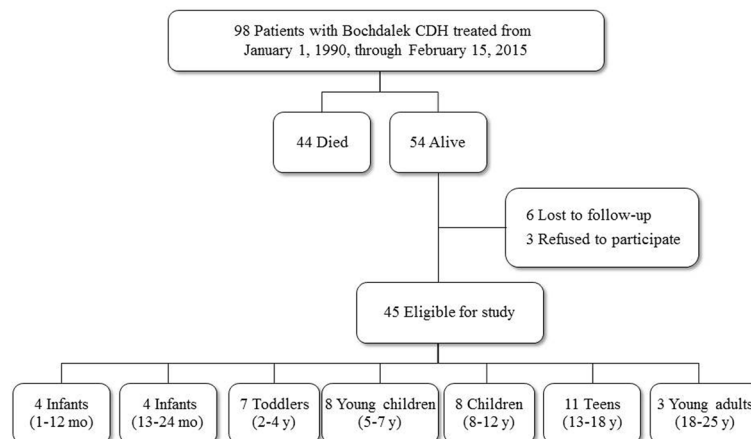 98 Patients with Bochdalek CDH treated from
January 1, 1990, through February 15, 2015
44 Died
54 Alive
6 Lost to follow-up
3 Refused to participate
45 Eligible for study
4 Infants
(1-12 mo)
4 Infants
(13-24 mo)
7 Toddlers
(2-4 y)
8 Young children
(5-7 y)
8 Children
(8-12 y)
11 Teens
(13-18 y)
3 Young adults
(18-25 y)